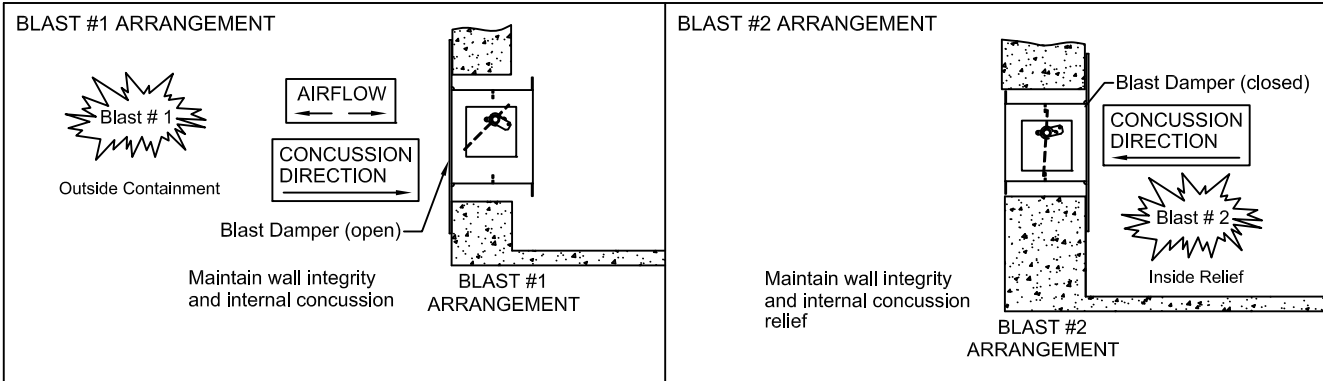 BLAST #1 ARRANGEMENT
Blast # 1
Outside Containment
AIRFLOW
CONCUSSION
DIRECTION
Blast Damper (open)
Maintain wall integrity
and internal concussion
BLAST #1
ARRANGEMENT
BLAST #2 ARRANGEMENT
Blast Damper (closed)
CONCUSSION
DIRECTION
Blast # 2
Inside Relief
Maintain wall integrity
and internal concussion
relief
BLAST #2
ARRANGEMENT